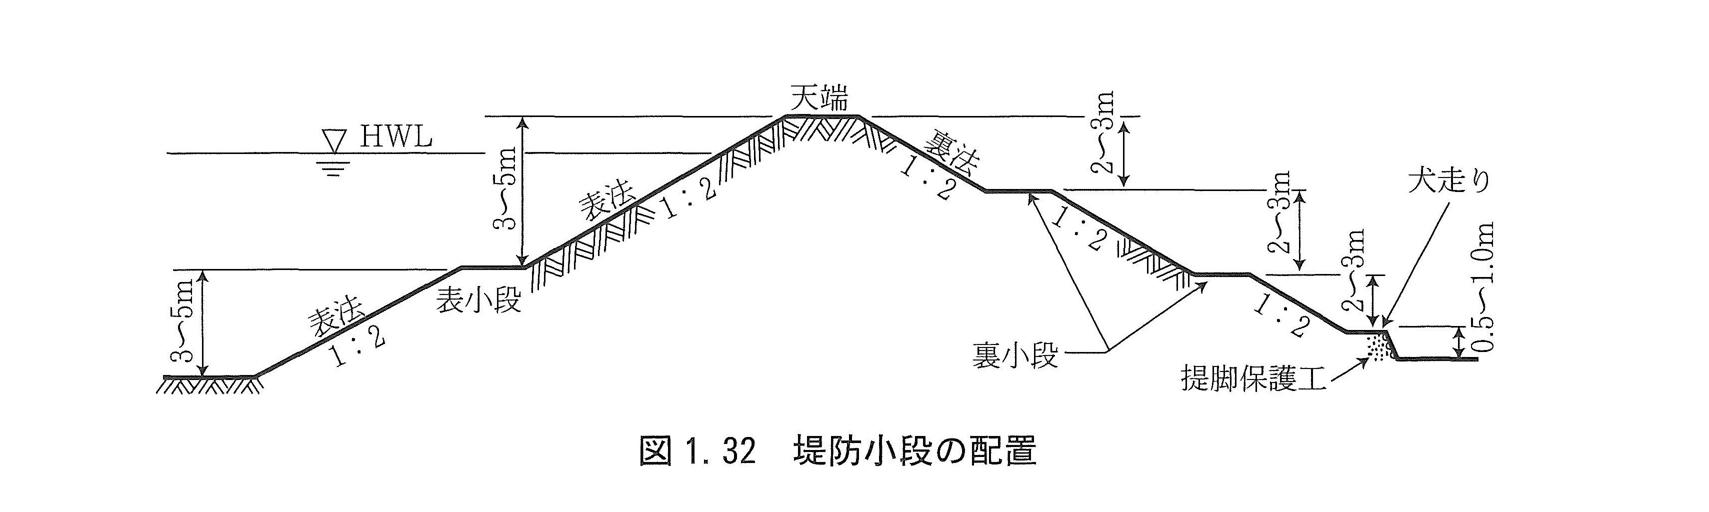 天端
HWL
3～5m
表法
1：2
表小段
3～5m
表法
1：2
裏法
1：2
2～3m
1：2
2～3m
裏小段
1：2
2～3m
犬走り
0.5～1.0m
提脚保護工
図1.32　堤防小段の配置